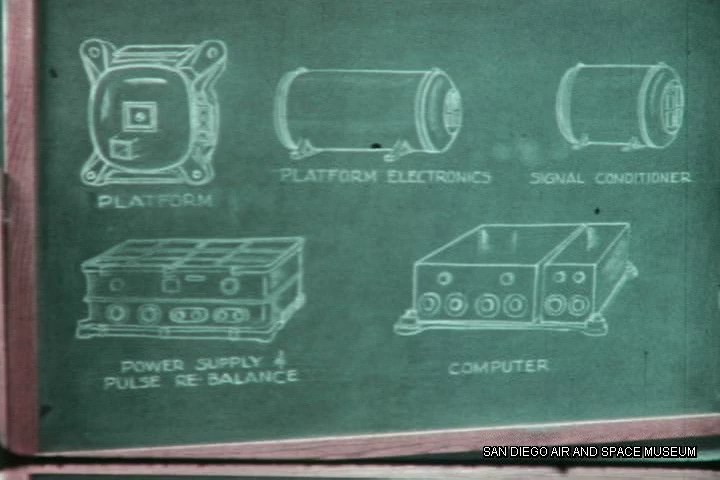 PLATFORM
PLATFORM ELECTRONICS
SIGNAL CONDITIONER
POWER SUPPLY &
PULSE RE-BALANCE
COMPUTER
SAN DIEGO AIR AND SPACE MUSEUM